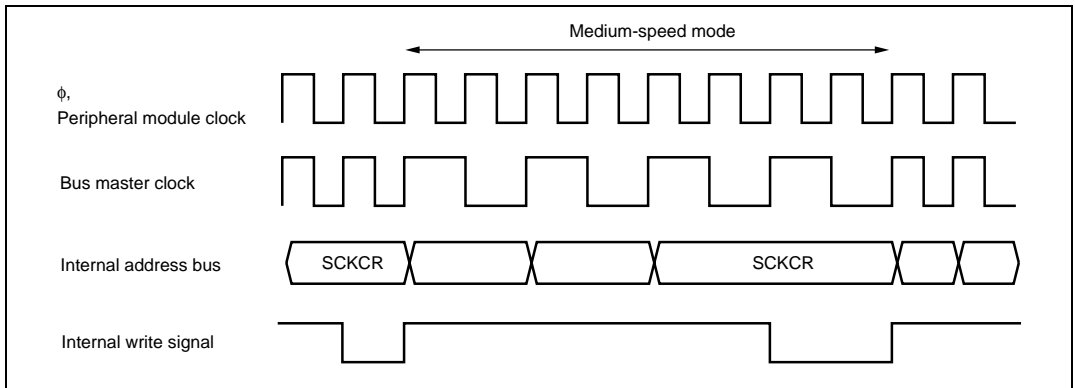 Medium-speed mode
ϕ,
Peripheral module clock
Bus master clock
Internal address bus
SCKCR
SCKCR
Internal write signal